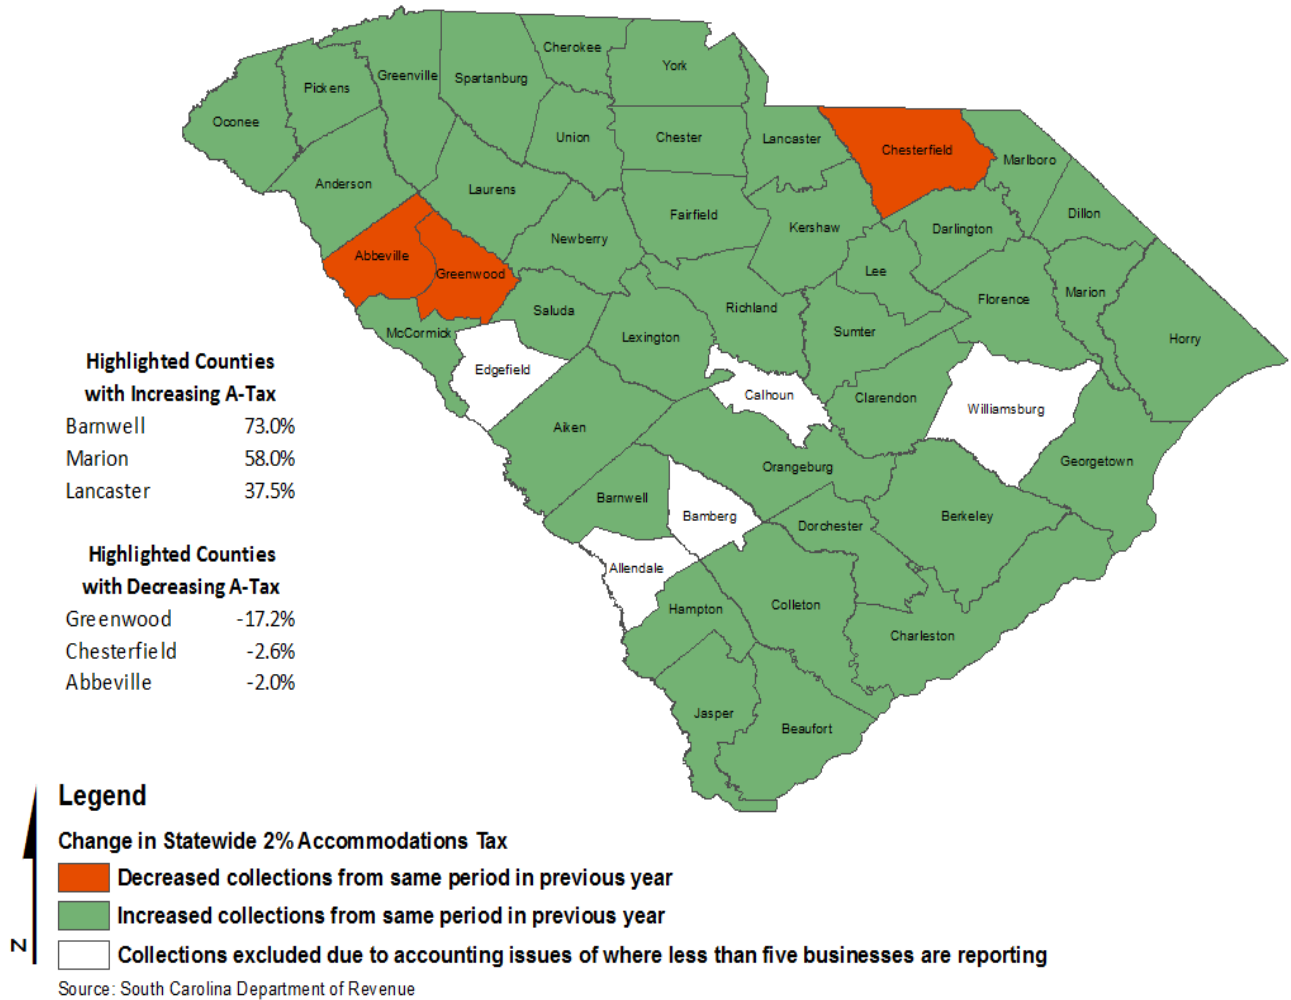 Cherokee
York
Greenville
Spartanburg
Pickens
Oconee
Union
Chester
Lancaster
Chesterfield
Marlboro
Anderson
Laurens
Fairfield
Kershaw
Darlington
Dillon
Newberry
Abbeville
Greenwood
Lee
Florence
Marion
Saluda
Richland
McCormick
Lexington
Sumter
Horry
Edgefield
Calhoun
Clarendon
Williamsburg
Aiken
Orangeburg
Georgetown
Barnwell
Bamberg
Dorchester
Berkeley
Allendale
Hampton
Colleton
Charleston
Jasper
Beaufort
Highlighted Counties
with Increasing A-Tax
Barnwell 73.0%
Marion 58.0%
Lancaster 37.5%
Highlighted Counties
with Decreasing A-Tax
Greenwood -17.2%
Chesterfield -2.6%
Abbeville -2.0%
N
Legend
Change in Statewide 2% Accommodations Tax
Decreased collections from same period in previous year
Increased collections from same period in previous year
Collections excluded due to accounting issues of where less than five businesses are reporting
Source: South Carolina Department of Revenue